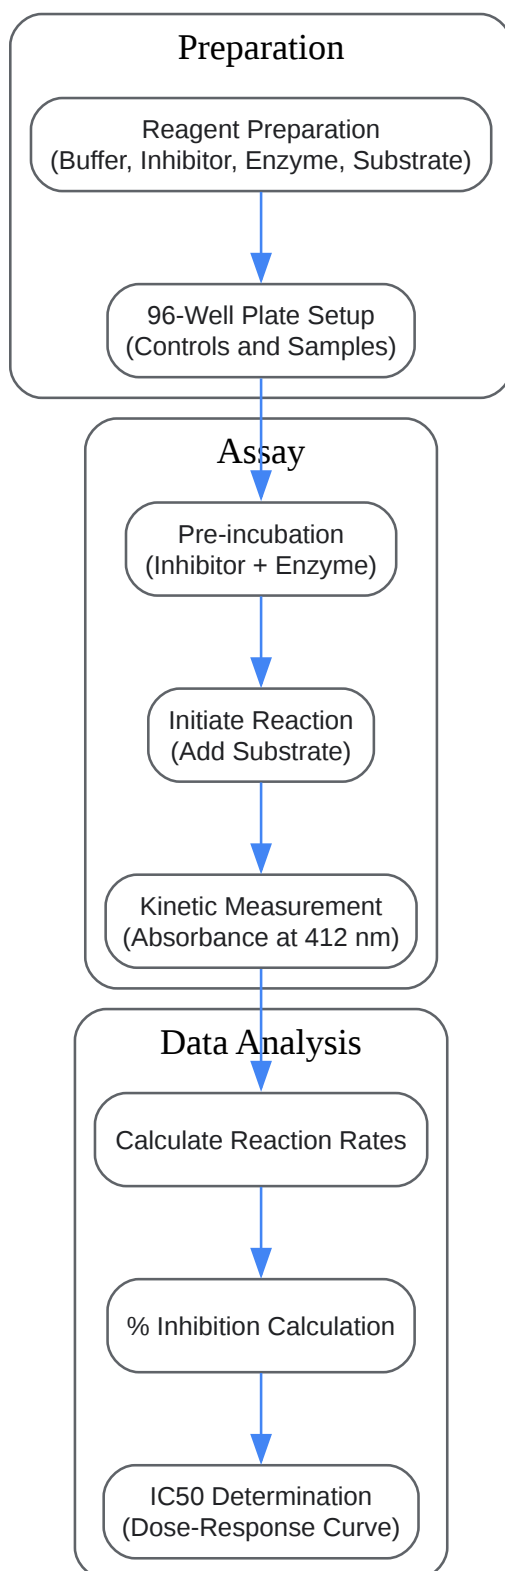 Preparation
Reagent Preparation
(Buffer, Inhibitor, Enzyme, Substrate)
96-Well Plate Setup
(Controls and Samples)
Assay
Pre-incubation
(Inhibitor + Enzyme)
Initiate Reaction
(Add Substrate)
Kinetic Measurement
(Absorbance at 412 nm)
Data Analysis
Calculate Reaction Rates
% Inhibition Calculation
IC50 Determination
(Dose-Response Curve)